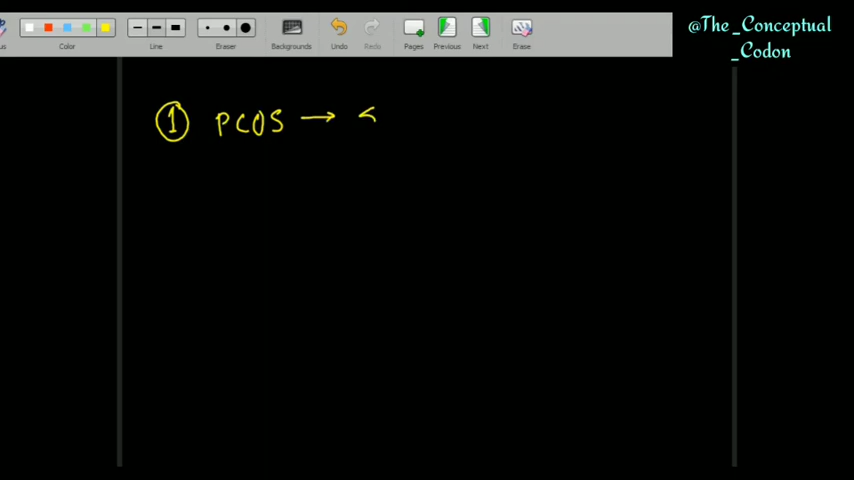 @The_Conceptual
_Codon
Color
Line
Eraser
Backgrounds
Undo
Redo
Pages
Previous
Next
Erase
① PCOS → <